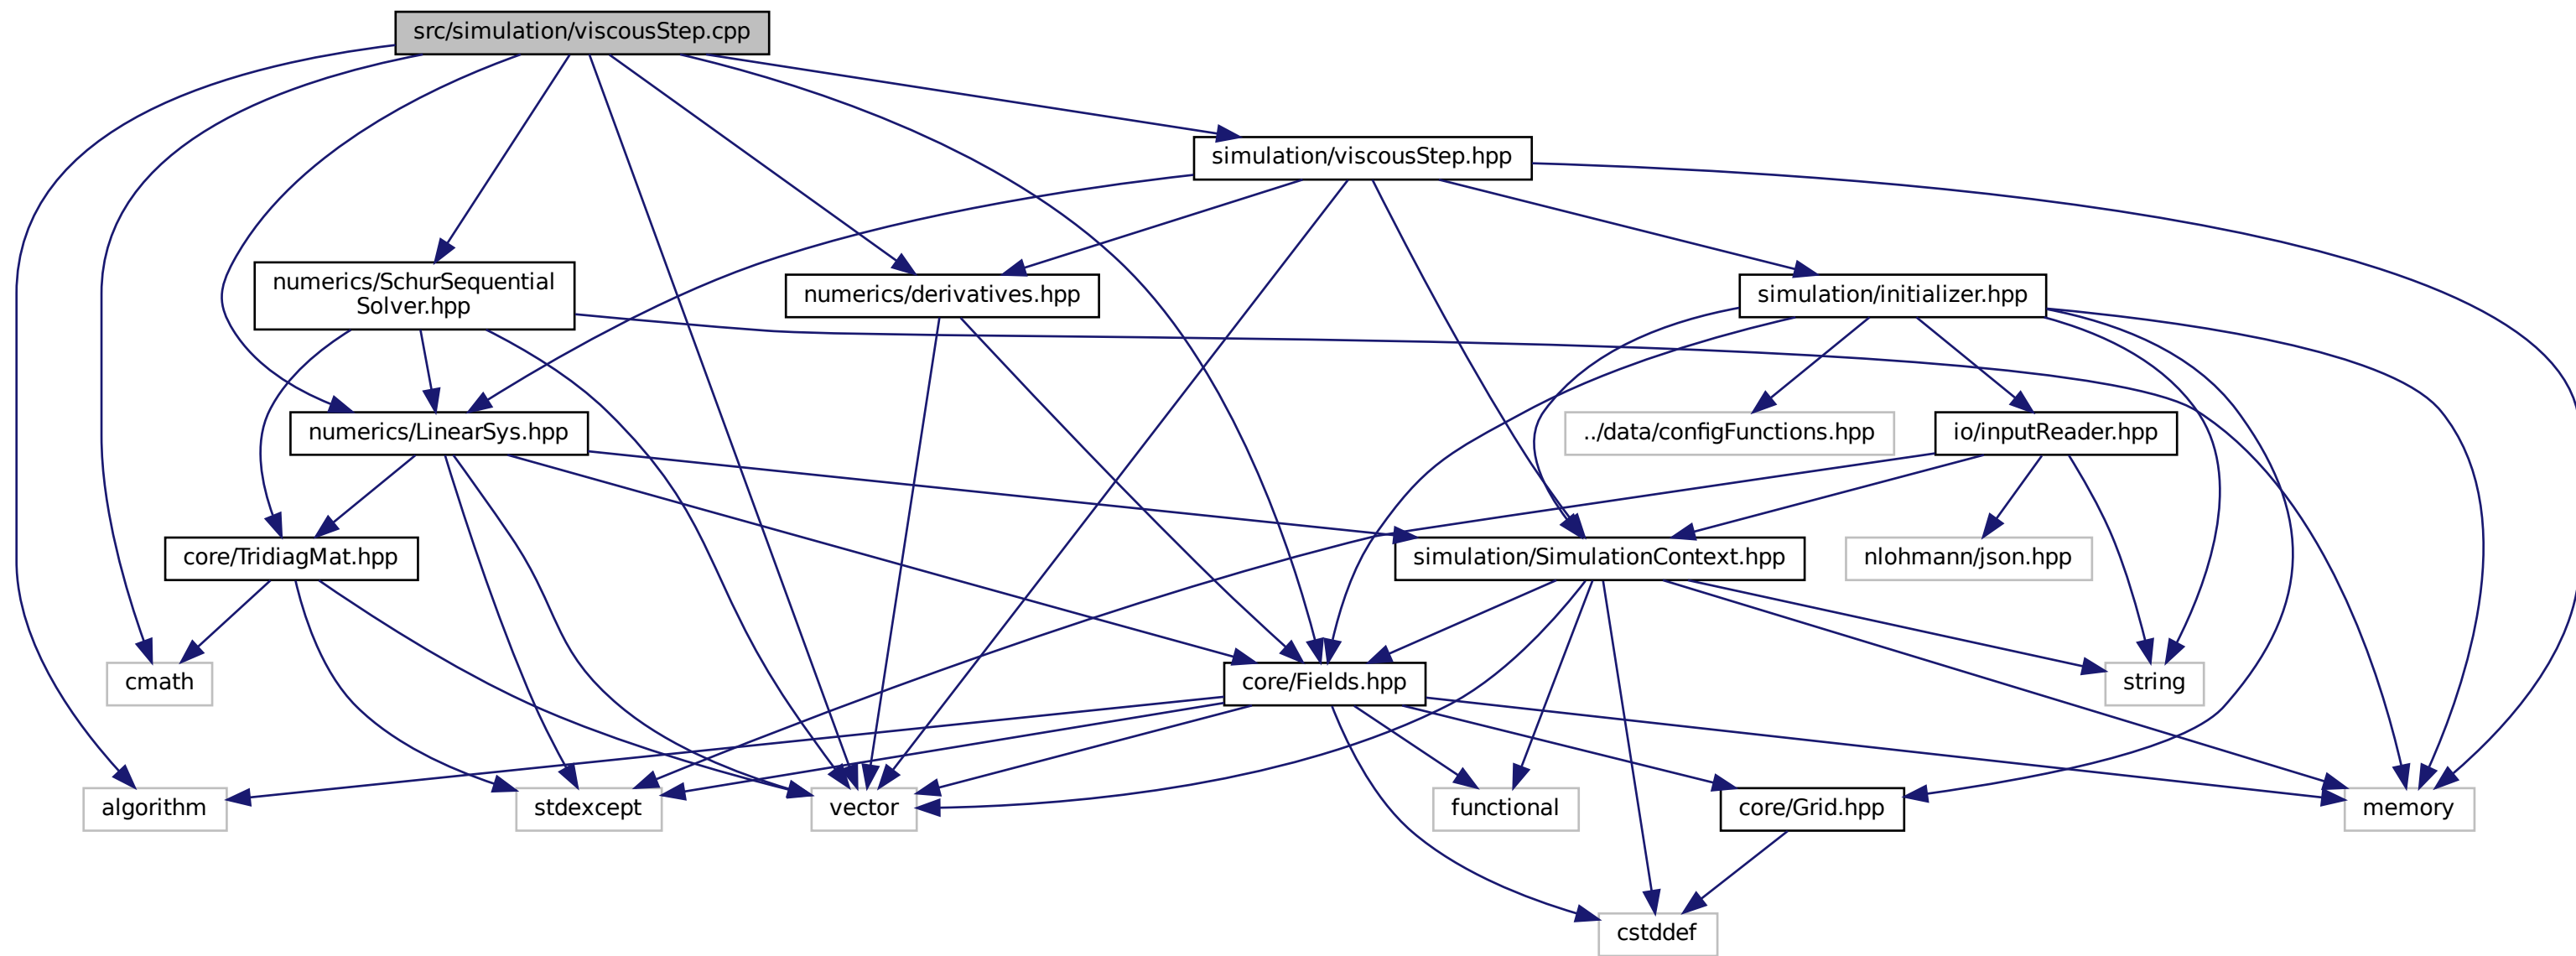 src/simulation/viscousStep.cpp
simulation/viscousStep.hpp
numerics/SchurSequential
Solver.hpp
numerics/derivatives.hpp
simulation/initializer.hpp
numerics/LinearSys.hpp
../data/configFunctions.hpp
io/inputReader.hpp
core/TridiagMat.hpp
simulation/SimulationContext.hpp
nlohmann/json.hpp
cmath
core/Fields.hpp
string
algorithm
stdexcept
vector
functional
core/Grid.hpp
memory
cstddef